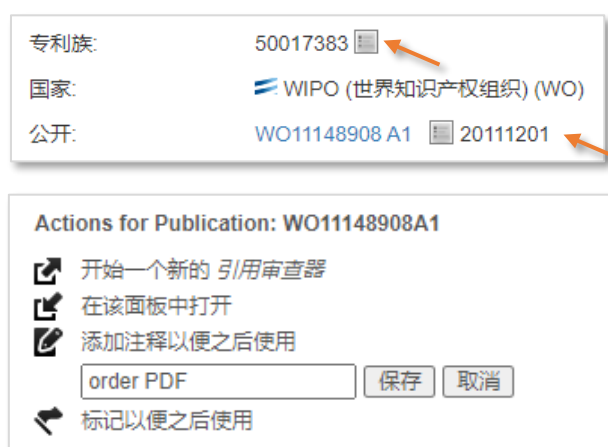 专利族: 50017383
国家: WIPO (世界知识产权组织) (WO)
公开: WO11148908 A1 20111201
Actions for Publication: WO11148908A1
开始一个新的 引用审查器
在该面板中打开
添加注释以便之后使用
order PDF 保存 取消
标记以便之后使用